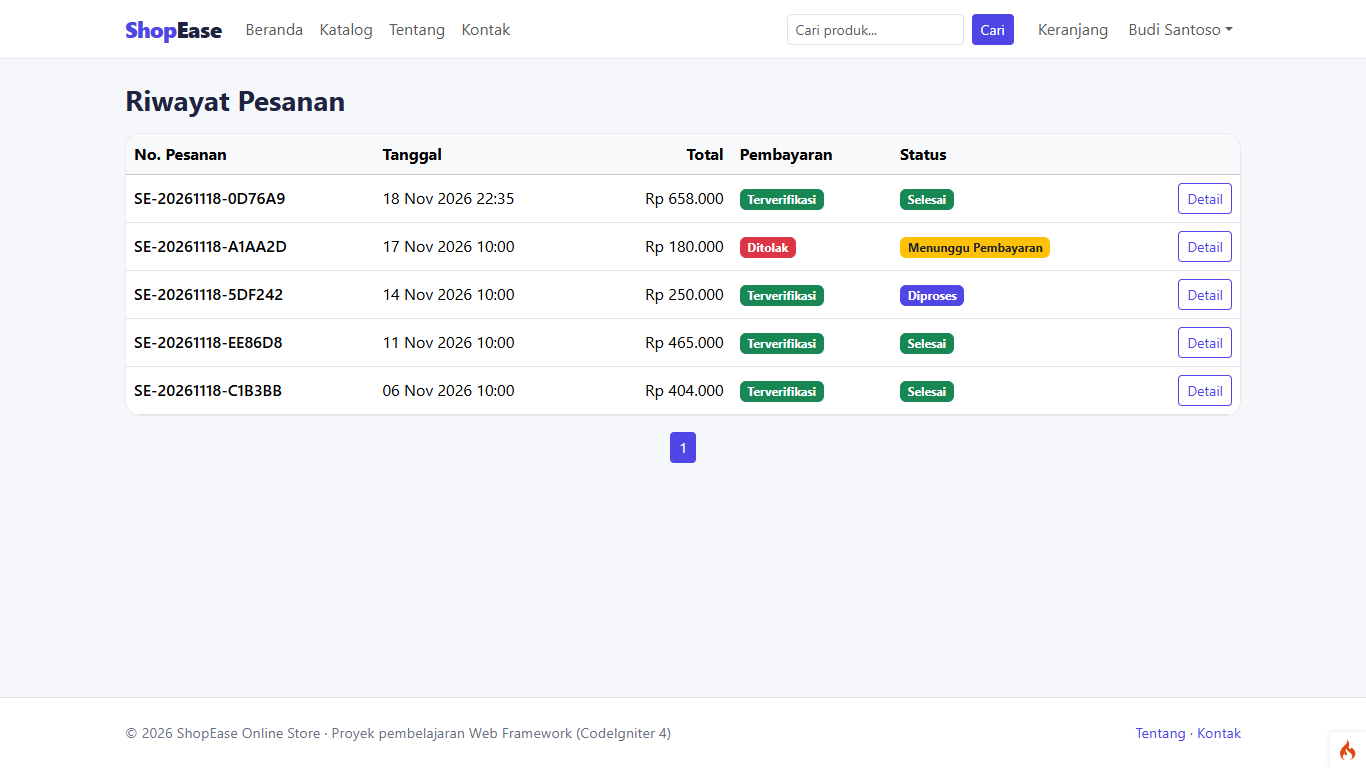 ShopEase Beranda Katalog Tentang Kontak Cari produk... Cari Keranjang Budi Santoso
Riwayat Pesanan
No. Pesanan Tanggal Total Pembayaran Status
SE-20261118-0D76A9 18 Nov 2026 22:35 Rp 658.000 Terverifikasi Selesai Detail
SE-20261118-A1AA2D 17 Nov 2026 10:00 Rp 180.000 Ditolak Menunggu Pembayaran Detail
SE-20261118-5DF242 14 Nov 2026 10:00 Rp 250.000 Terverifikasi Diproses Detail
SE-20261118-EE86D8 11 Nov 2026 10:00 Rp 465.000 Terverifikasi Selesai Detail
SE-20261118-C1B3BB 06 Nov 2026 10:00 Rp 404.000 Terverifikasi Selesai Detail
1
© 2026 ShopEase Online Store · Proyek pembelajaran Web Framework (CodeIgniter 4) Tentang · Kontak